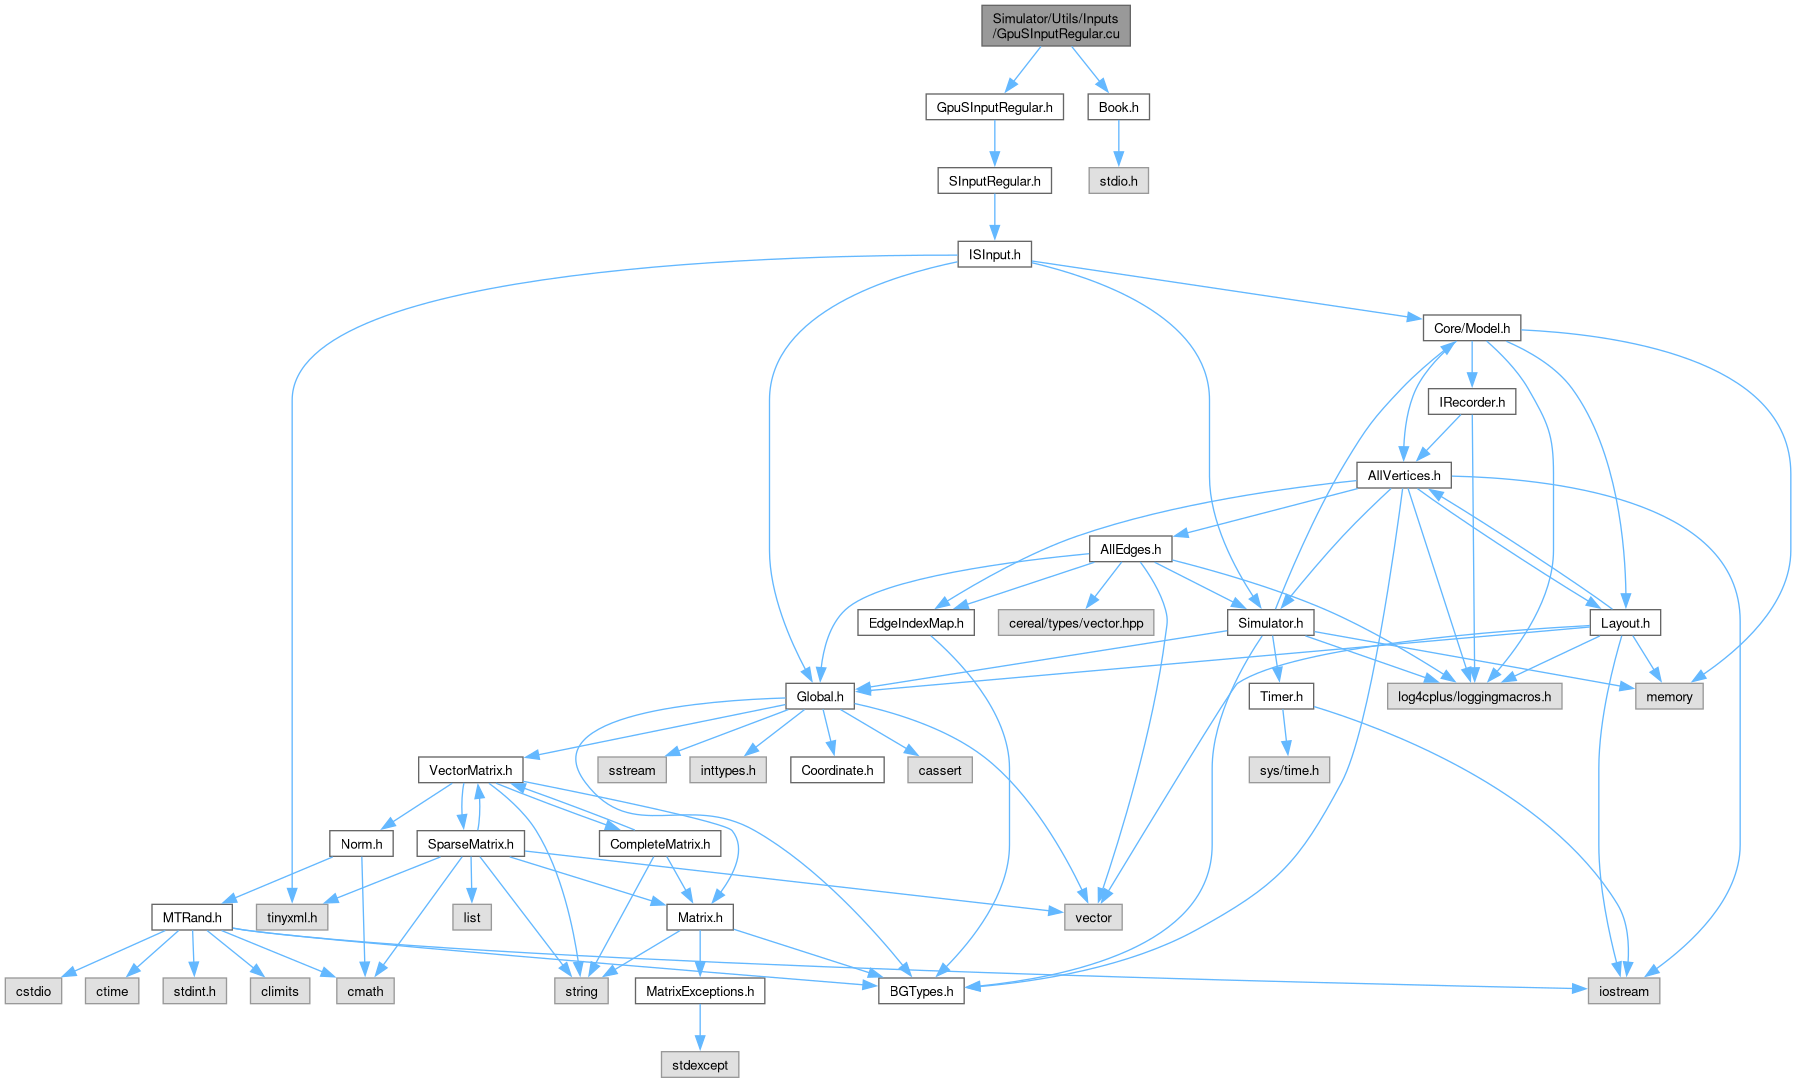 Simulator/Utils/Inputs
/GpuSInputRegular.cu
GpuSInputRegular.h
Book.h
SInputRegular.h
stdio.h
ISInput.h
Core/Model.h
IRecorder.h
AllVertices.h
AllEdges.h
EdgeIndexMap.h
cereal/types/vector.hpp
Simulator.h
Layout.h
Global.h
Timer.h
log4cplus/loggingmacros.h
memory
VectorMatrix.h
sstream
inttypes.h
Coordinate.h
cassert
sys/time.h
Norm.h
SparseMatrix.h
CompleteMatrix.h
MTRand.h
tinyxml.h
list
Matrix.h
vector
cstdio
ctime
stdint.h
climits
cmath
string
MatrixExceptions.h
BGTypes.h
iostream
stdexcept